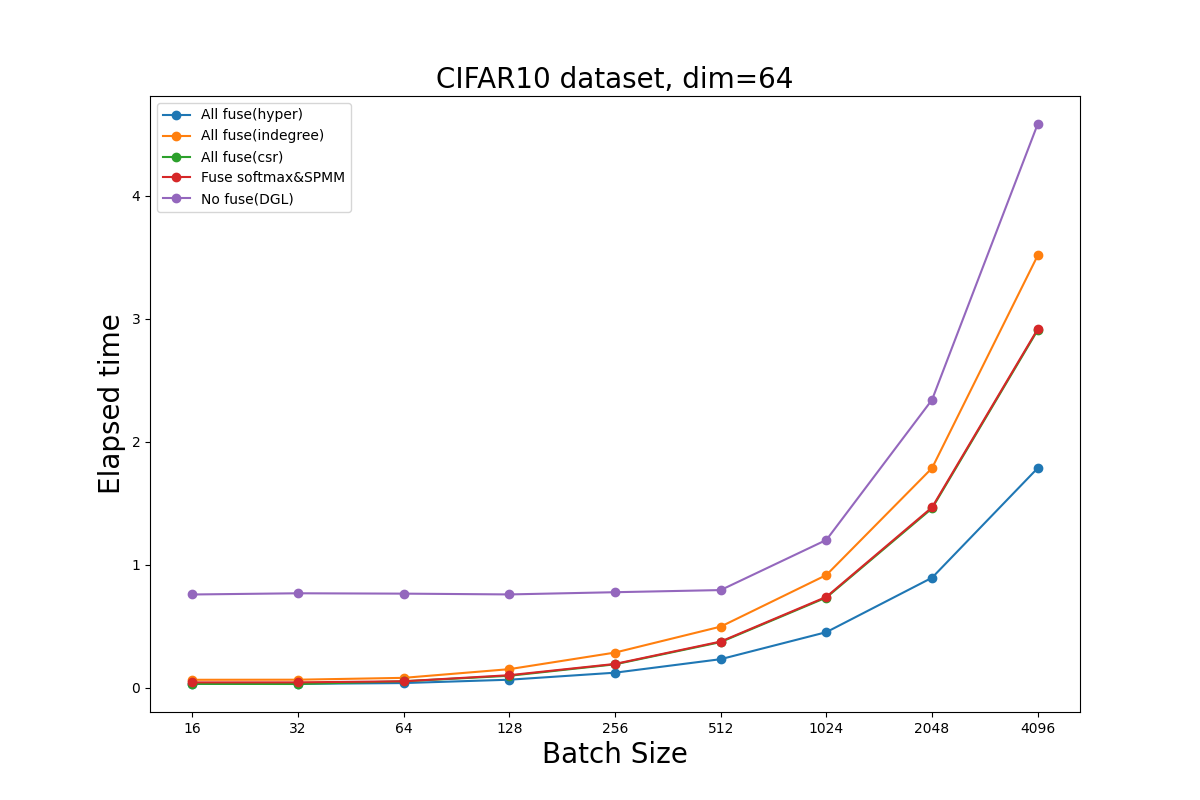 CIFAR10 dataset, dim=64
All fuse(hyper)
All fuse(indegree)
All fuse(csr)
Fuse softmax&SPMM
No fuse(DGL)
Elapsed time
4
3
2
1
0
16 32 64 128 256 512 1024 2048 4096
Batch Size